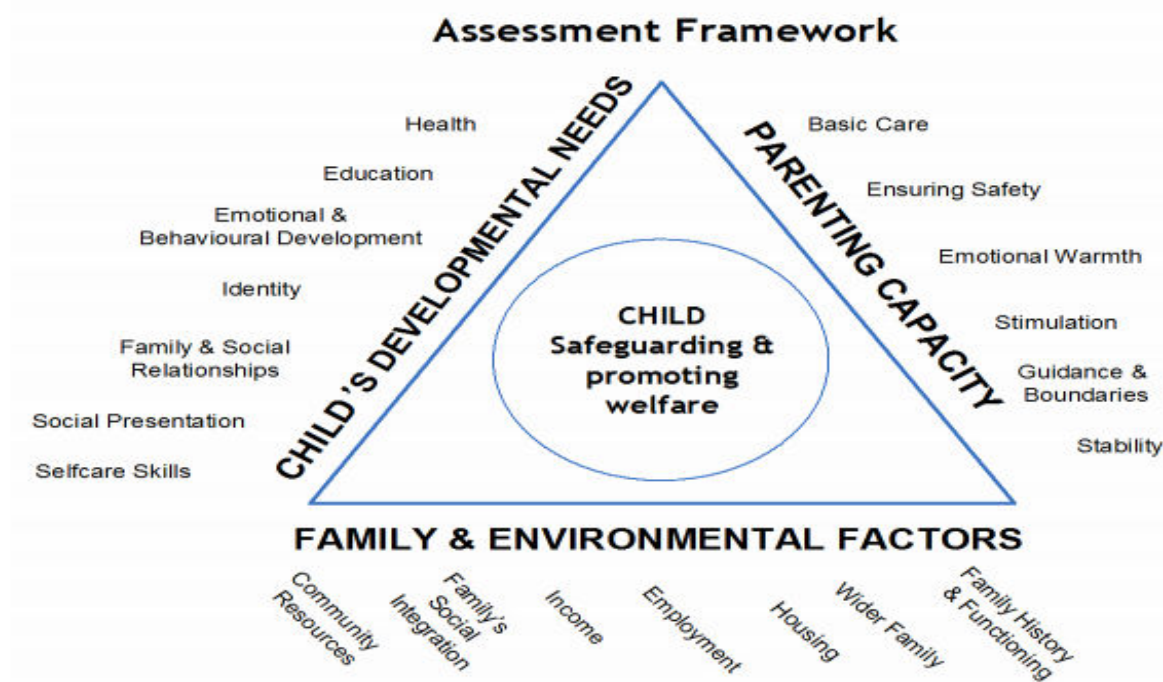 Assessment Framework
CHILD'S DEVELOPMENTAL NEEDS
Health
Education
Emotional &
Behavioural Development
Identity
Family & Social
Relationships
Social Presentation
Selfcare Skills
PARENTING CAPACITY
Basic Care
Ensuring Safety
Emotional Warmth
Stimulation
Guidance &
Boundaries
Stability
CHILD
Safeguarding &
promoting
welfare
FAMILY & ENVIRONMENTAL FACTORS
Community
Resources
Family's
Social
Integration
Income
Employment
Housing
Wider Family
Family History
& Functioning